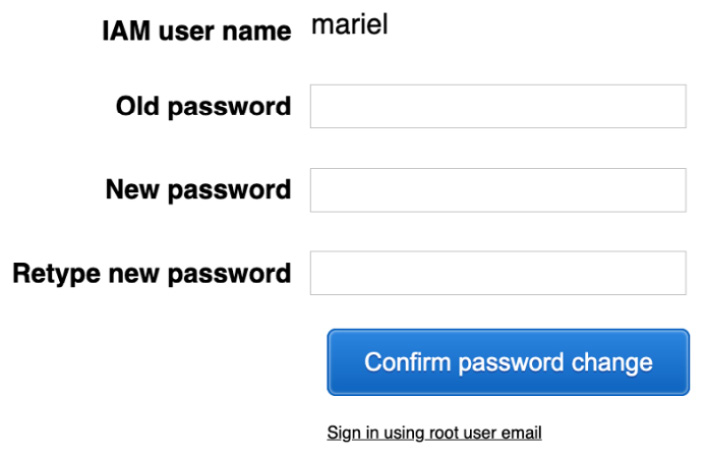 IAM user name mariel
Old password
New password
Retype new password
Confirm password change
Sign in using root user email